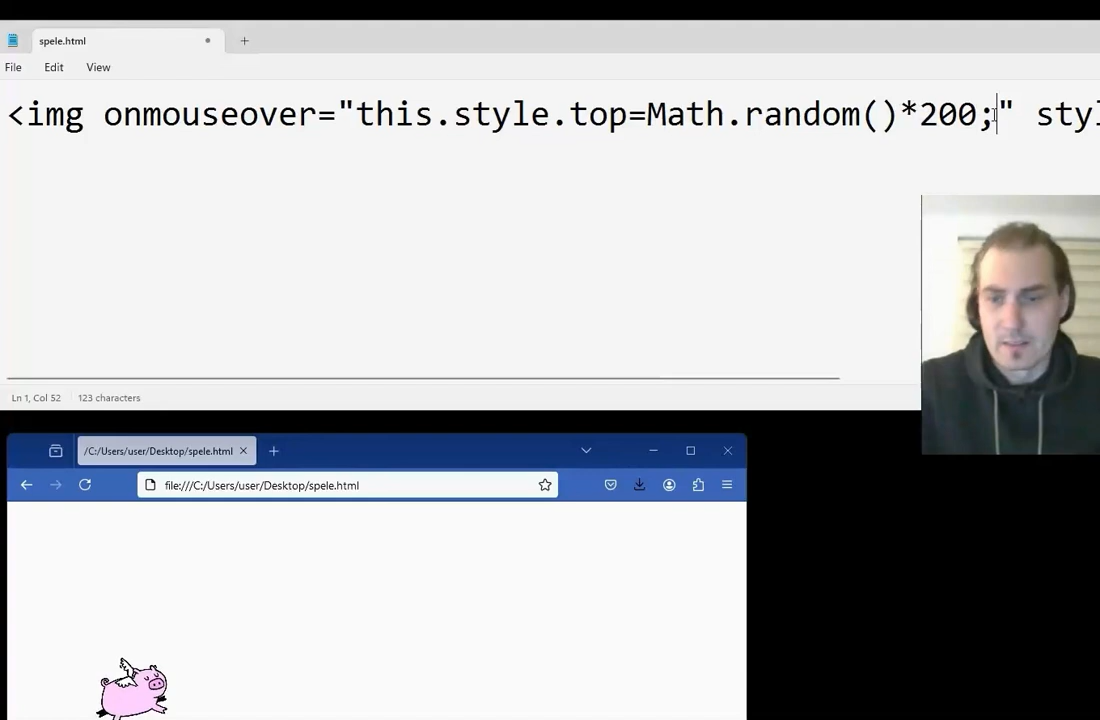 spele.html
File Edit View
<img onmouseover="this.style.top=Math.random()*200;" styl
Ln 1, Col 52 123 characters
/C:/Users/user/Desktop/spele.html
file:///C:/Users/user/Desktop/spele.html